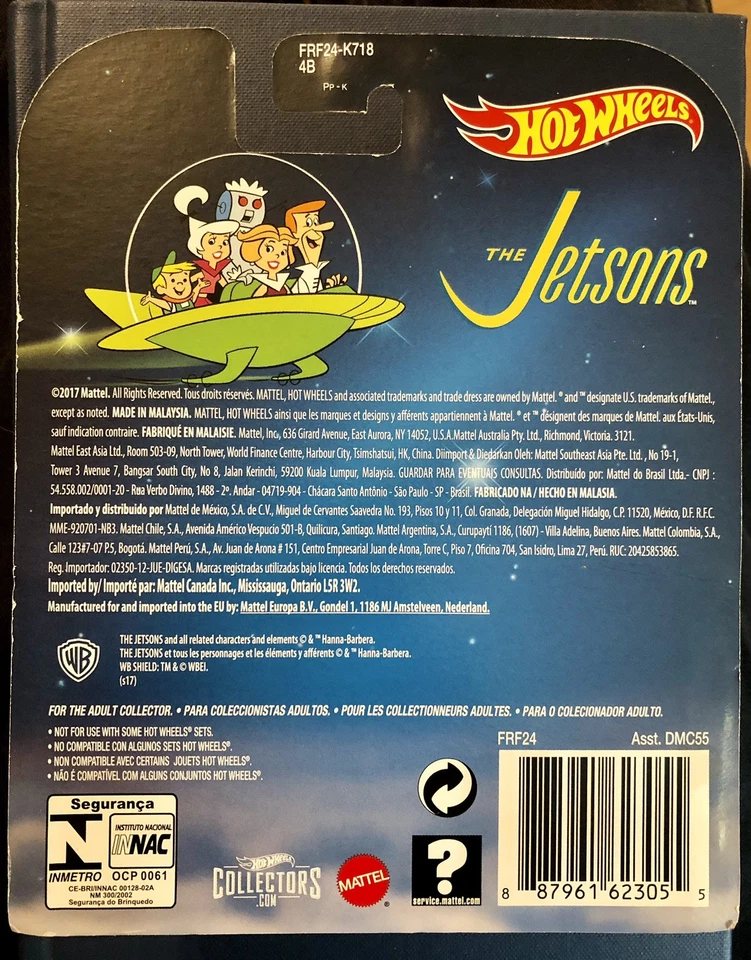 FRF24-K718
4B
PP - K
HOT WHEELS
THE Jetsons™
©2017 Mattel. All Rights Reserved. Tous droits réservés. MATTEL, HOT WHEELS and associated trademarks and trade dress are owned by Mattel. ® and ™ designate U.S. trademarks of Mattel.,
except as noted. MADE IN MALAYSIA. MATTEL, HOT WHEELS ainsi que les marques et designs y afférents appartiennent à Mattel. ® et ™ désignent des marques de Mattel. aux États-Unis,
sauf indication contraire. FABRIQUÉ EN MALAISIE. Mattel, Inc, 636 Girard Avenue, East Aurora, NY 14052, U.S.A. Mattel Australia Pty. Ltd., Richmond, Victoria. 3121.
Mattel East Asia Ltd., Room 503-09, North Tower, World Finance Centre, Harbour City, Tsimshatsui, HK, China. Diimport & Diedarkan Oleh: Mattel Southeast Asia Pte. Ltd. , No 19-1,
Tower 3 Avenue 7, Bangsar South City, No 8, Jalan Kerinchi, 59200 Kuala Lumpur, Malaysia. GUARDAR PARA EVENTUAIS CONSULTAS. Distribuído por: Mattel do Brasil Ltda.- CNPJ :
54.558.002/0001-20 - Rua Verbo Divino, 1488 - 2º. Andar - 04719-904 - Chácara Santo Antônio - São Paulo - SP - Brasil. FABRICADO NA / HECHO EN MALASIA.
Importado y distribuido por Mattel de México, S.A. de C.V., Miguel de Cervantes Saavedra No. 193, Pisos 10 y 11, Col. Granada, Delegación Miguel Hidalgo, C.P. 11520, México, D.F. R.F.C.
MME-920701-NB3. Mattel Chile, S.A., Avenida Américo Vespucio 501-B, Quilicura, Santiago. Mattel Argentina, S.A., Curupaytí 1186, (1607) - Villa Adelina, Buenos Aires. Mattel Colombia, S.A.,
Calle 123#7-07 P.5, Bogotá. Mattel Perú, S.A., Av. Juan de Arona # 151, Centro Empresarial Juan de Arona, Torre C, Piso 7, Oficina 704, San Isidro, Lima 27, Perú. RUC: 20425853865.
Reg. Importador: 02350-12-JUE-DIGESA. Marcas registradas utilizadas bajo licencia. Todos los derechos reservados.
Imported by/ Importé par: Mattel Canada Inc., Mississauga, Ontario L5R 3W2.
Manufactured for and imported into the EU by: Mattel Europa B.V., Gondel 1, 1186 MJ Amstelveen, Nederland.
WB
THE JETSONS and all related characters and elements © & ™ Hanna-Barbera.
THE JETSONS et tous les personnages et les éléments y afférents © & ™ Hanna-Barbera.
WB SHIELD: TM & © WBEI.
(s17)
FOR THE ADULT COLLECTOR. • PARA COLECCIONISTAS ADULTOS. • POUR LES COLLECTIONNEURS ADULTES. • PARA O COLECIONADOR ADULTO.
• NOT FOR USE WITH SOME HOT WHEELS® SETS.
• NO COMPATIBLE CON ALGUNOS SETS HOT WHEELS®.
• NON COMPATIBLE AVEC CERTAINS JOUETS HOT WHEELS®.
• NÃO É COMPATÍVEL COM ALGUNS CONJUNTOS HOT WHEELS®.
FRF24 Asst. DMC55
8 87961 62305 5
Segurança
N
INSTITUTO NACIONAL
INNAC
INMETRO OCP 0061
CE-BRI/INNAC 00128-02A
NM 300/2002
Segurança do Brinquedo
HOT WHEELS
COLLECTORS
.COM
MATTEL
?
service.mattel.com